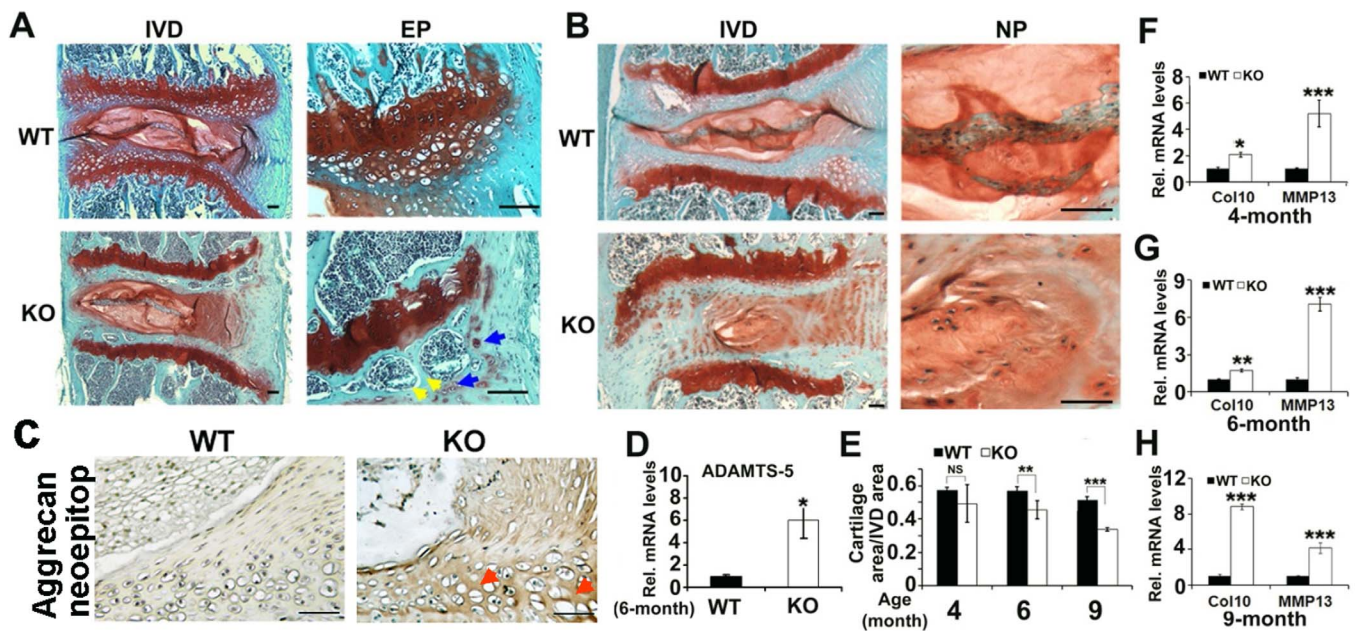 A
IVD
EP
WT
KO
B
IVD
NP
WT
KO
C
WT
KO
Aggrecan
neoepitop
D
ADAMTS-5
Rel. mRNA levels
10
8
6
4
2
0
*
(6-month)
WT
KO
E
WT
KO
Cartilage
area/IVD area
0.6
0.4
0.2
0
NS
**
***
Age
(month)
4
6
9
F
WT
KO
Rel. mRNA levels
8
6
4
2
0
*
***
Col10
MMP13
4-month
G
WT
KO
Rel. mRNA levels
9
6
3
0
**
***
Col10
MMP13
6-month
H
WT
KO
Rel. mRNA levels
12
8
4
0
***
***
Col10
MMP13
9-month